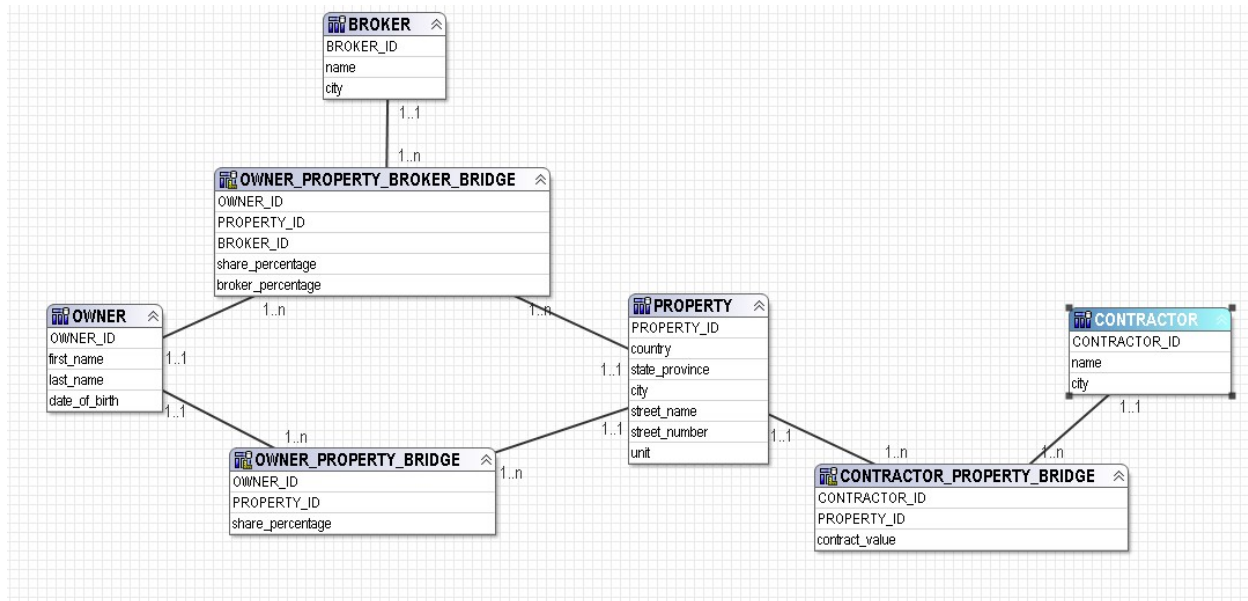 BROKER
BROKER_ID
name
city
1..1
1..n
OWNER_PROPERTY_BROKER_BRIDGE
OWNER_ID
PROPERTY_ID
BROKER_ID
share_percentage
broker_percentage
1..n
1..n
OWNER
OWNER_ID
first_name
last_name
date_of_birth
1..1
1..1
PROPERTY
PROPERTY_ID
country
state_province
city
street_name
street_number
unit
1..1
1..1
1..1
CONTRACTOR
CONTRACTOR_ID
name
city
1..1
1..n
OWNER_PROPERTY_BRIDGE
OWNER_ID
PROPERTY_ID
share_percentage
1..n
1..n
1..n
CONTRACTOR_PROPERTY_BRIDGE
CONTRACTOR_ID
PROPERTY_ID
contract_value